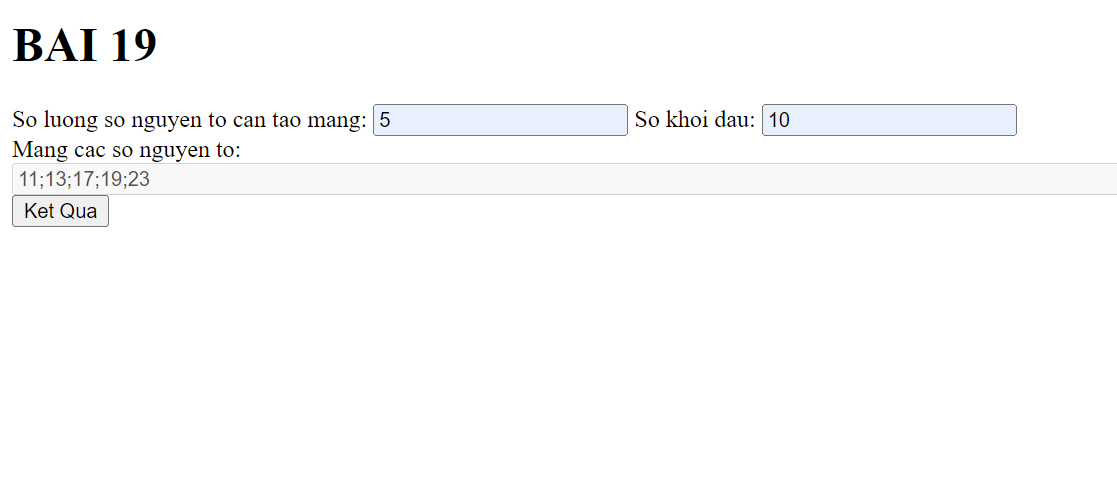 BAI 19
So luong so nguyen to can tao mang: 5 So khoi dau: 10
Mang cac so nguyen to:
11;13;17;19;23
Ket Qua